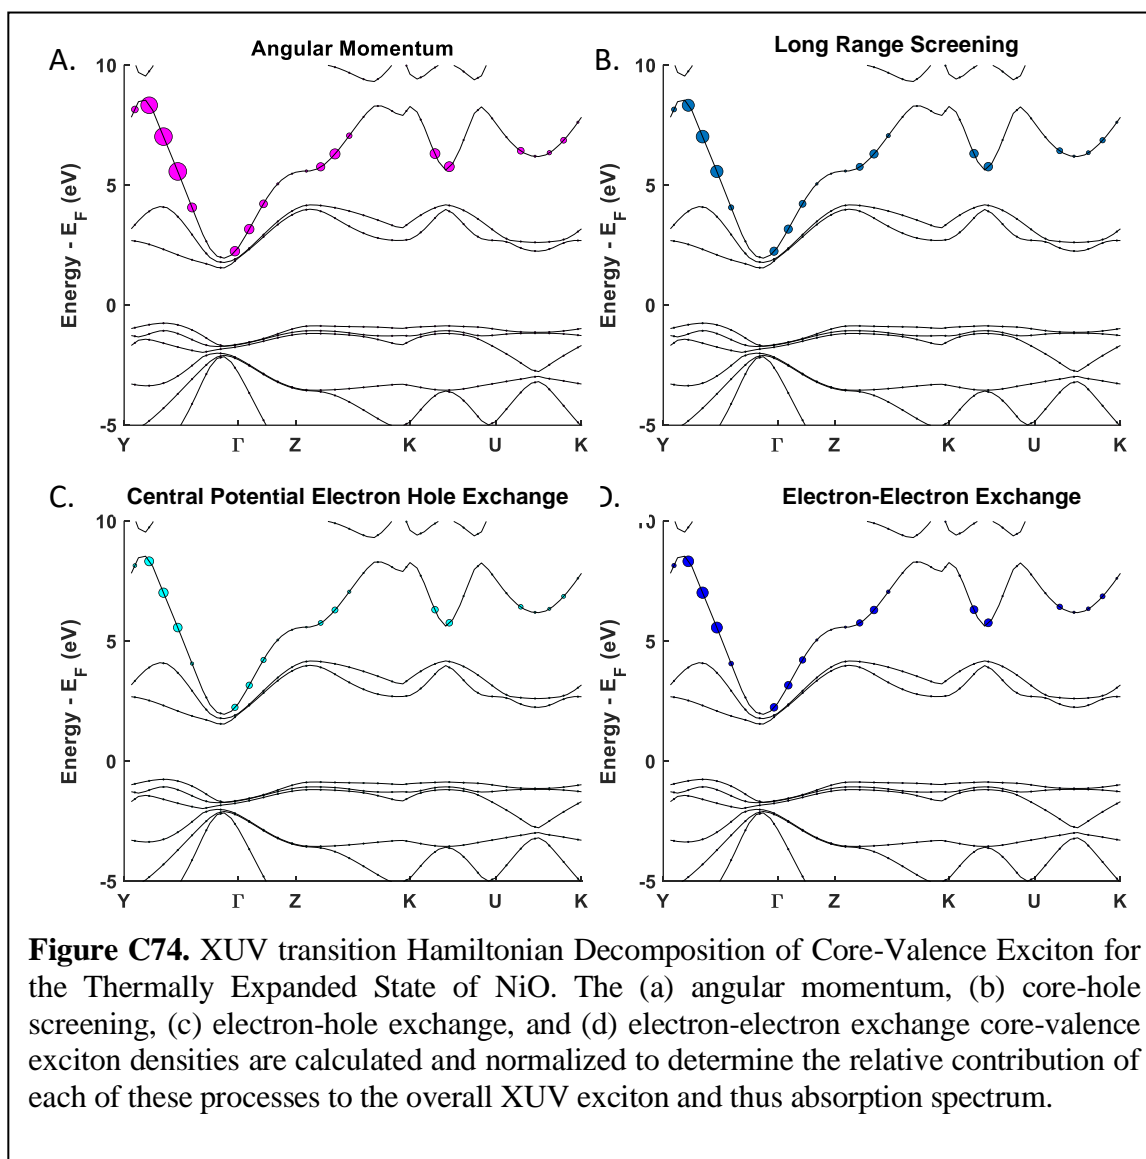 A.
Angular Momentum
10
5
0
-5
Energy - E_F (eV)
Y Γ Z K U K
B.
Long Range Screening
10
5
0
-5
Energy - E_F (eV)
Y Γ Z K U K
C.
Central Potential Electron Hole Exchange
10
5
0
-5
Energy - E_F (eV)
Y Γ Z K U K
D.
Electron-Electron Exchange
10
5
0
-5
Energy - E_F (eV)
Y Γ Z K U K
Figure C74. XUV transition Hamiltonian Decomposition of Core-Valence Exciton for
the Thermally Expanded State of NiO. The (a) angular momentum, (b) core-hole
screening, (c) electron-hole exchange, and (d) electron-electron exchange core-valence
exciton densities are calculated and normalized to determine the relative contribution of
each of these processes to the overall XUV exciton and thus absorption spectrum.